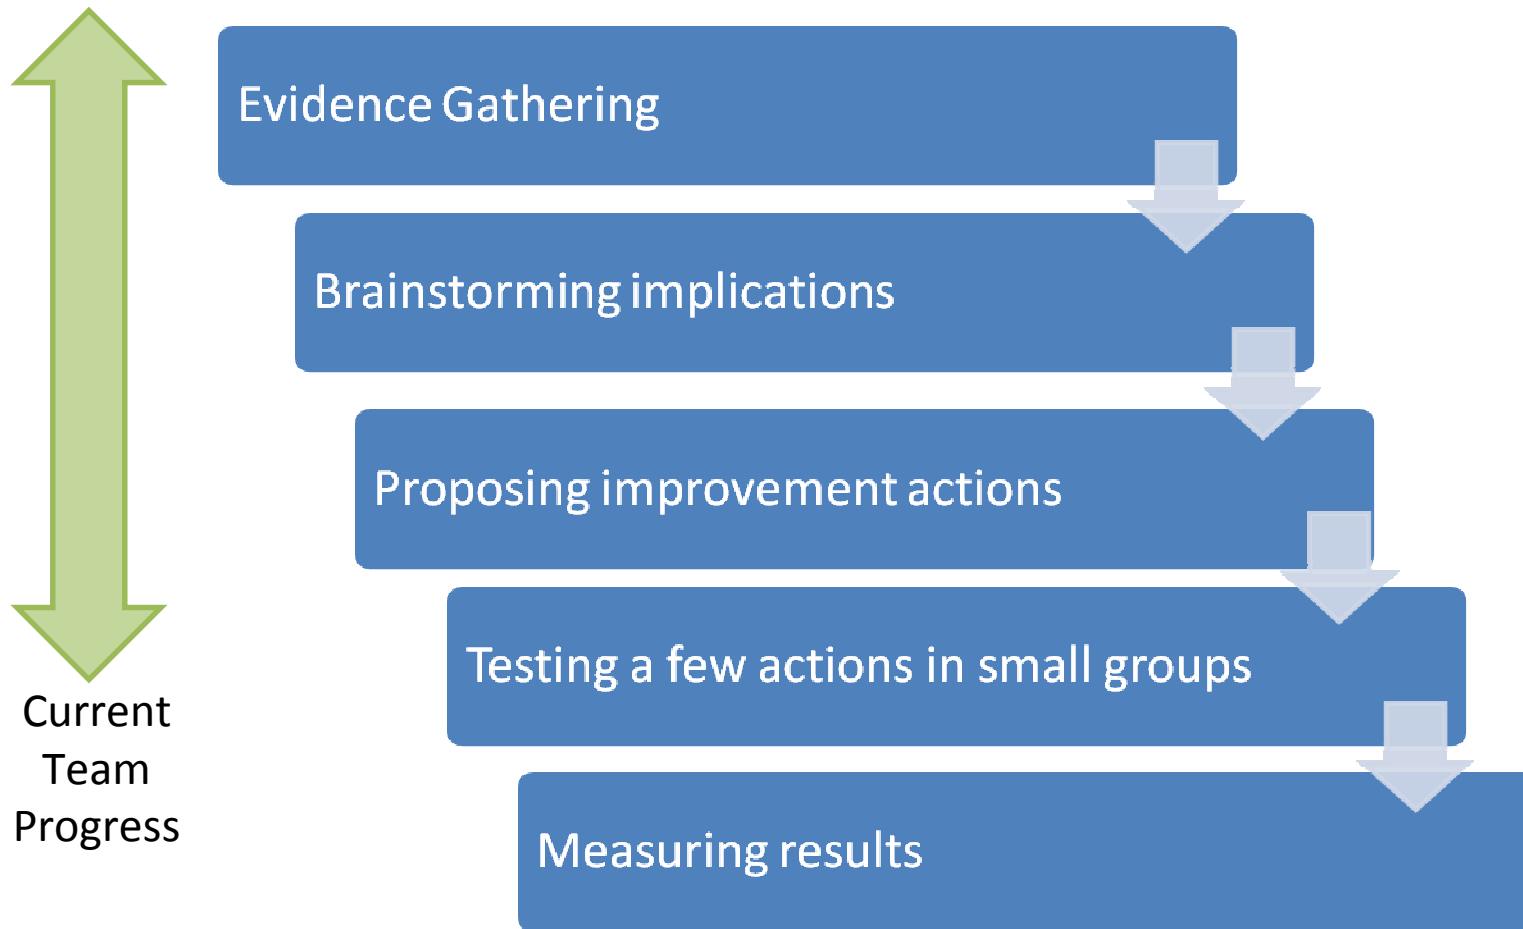 Evidence Gathering
Brainstorming implications
Proposing improvement actions
Testing a few actions in small groups
Measuring results
Current
Team
Progress